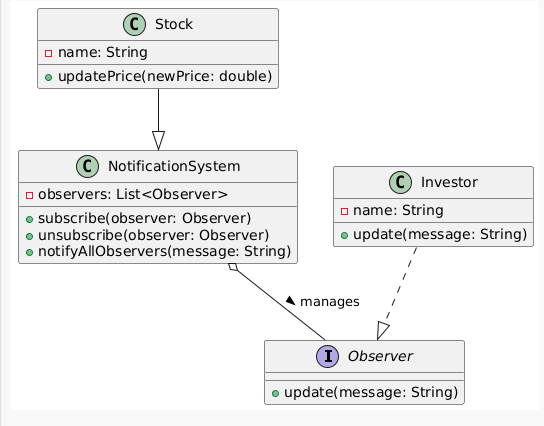 C Stock
name: String
updatePrice(newPrice: double)
C NotificationSystem
observers: List<Observer>
subscribe(observer: Observer)
unsubscribe(observer: Observer)
notifyAllObservers(message: String)
C Investor
name: String
update(message: String)
manages
I Observer
update(message: String)